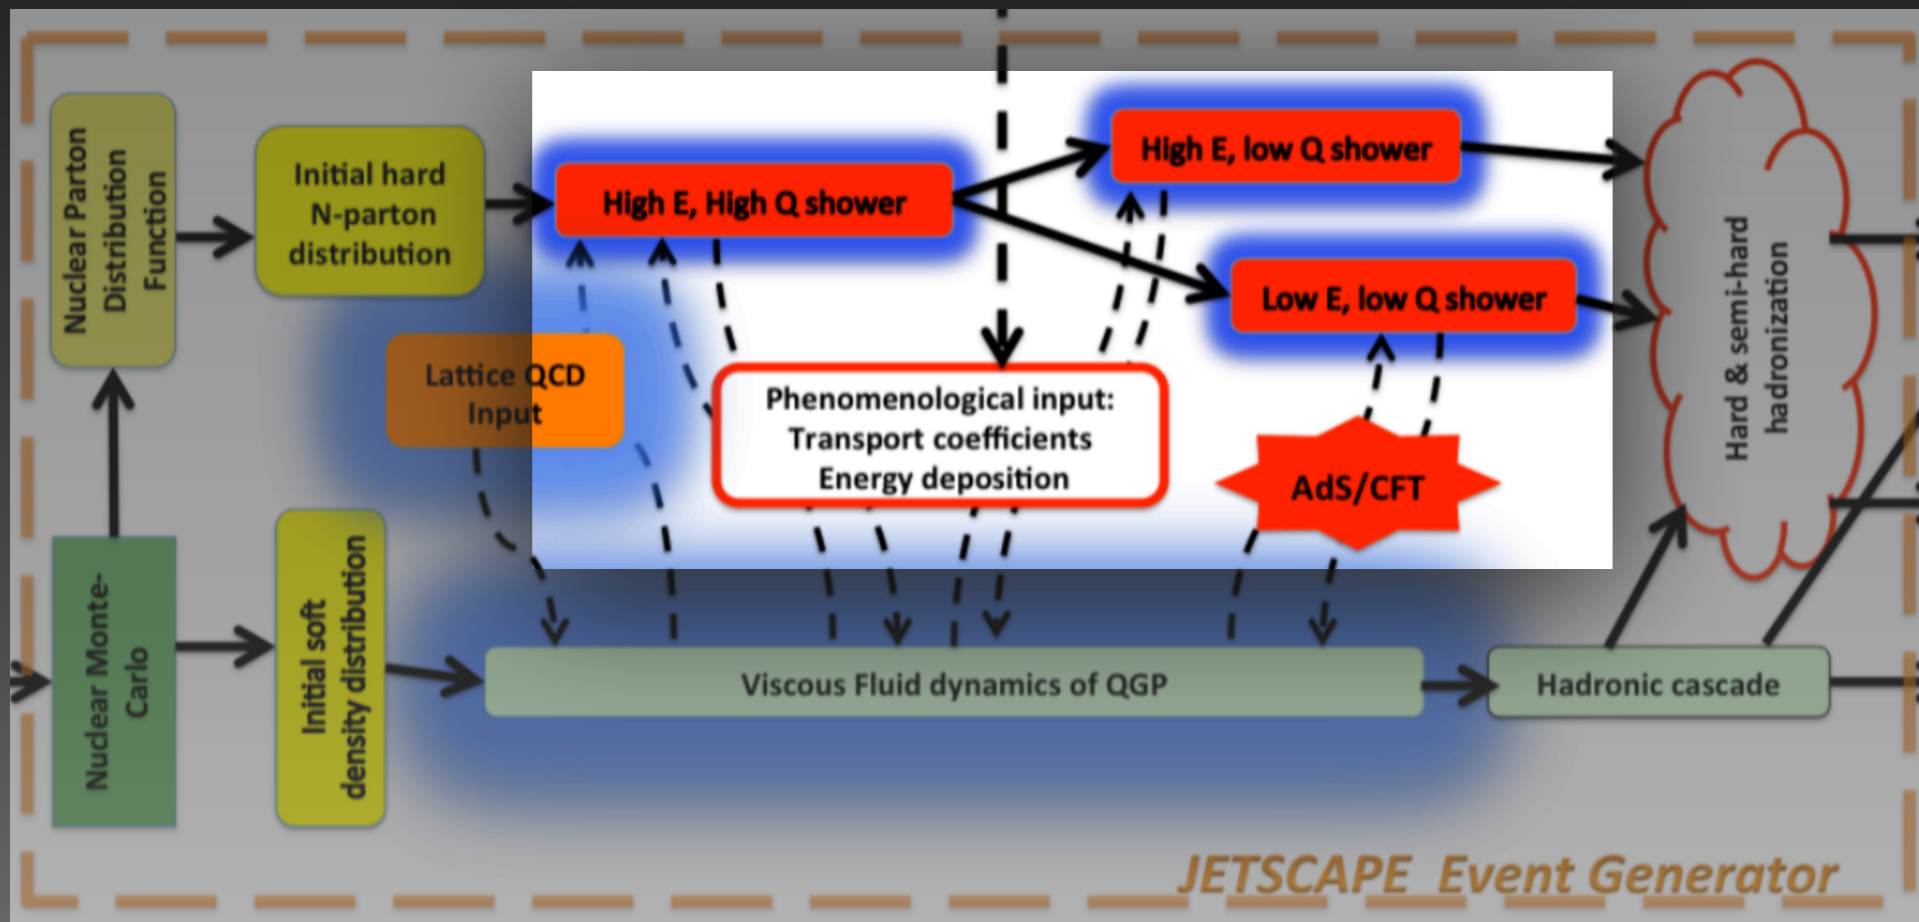 Nuclear Parton
Distribution
Function
Initial hard
N-parton
distribution
High E, High Q shower
High E, low Q shower
Low E, low Q shower
Hard & semi-hard
hadronization
Lattice QCD
Input
Phenomenological input:
Transport coefficients
Energy deposition
AdS/CFT
Nuclear Monte-
Carlo
Initial soft
density distribution
Viscous Fluid dynamics of QGP
Hadronic cascade
JETSCAPE Event Generator